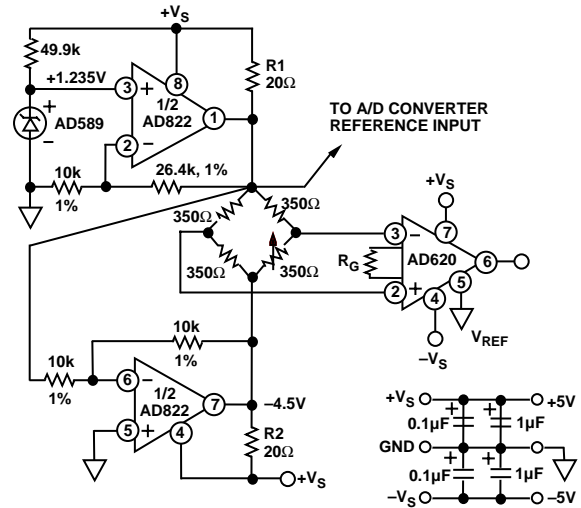 +VS
49.9k
R1
20Ω
+1.235V
3
+
8
1/2
AD822
1
+
−
AD589
2
−
TO A/D CONVERTER
REFERENCE INPUT
10k
1%
26.4k, 1%
350Ω
350Ω
350Ω
350Ω
+VS
3
−
7
RG
AD620
6
2
+
4
5
−VS
VREF
10k
1%
10k
1%
6
−
1/2
AD822
7
−4.5V
5
+
4
R2
20Ω
+VS
+VS
+5V
0.1µF
+
+
1µF
GND
0.1µF
+
+
1µF
−VS
−5V